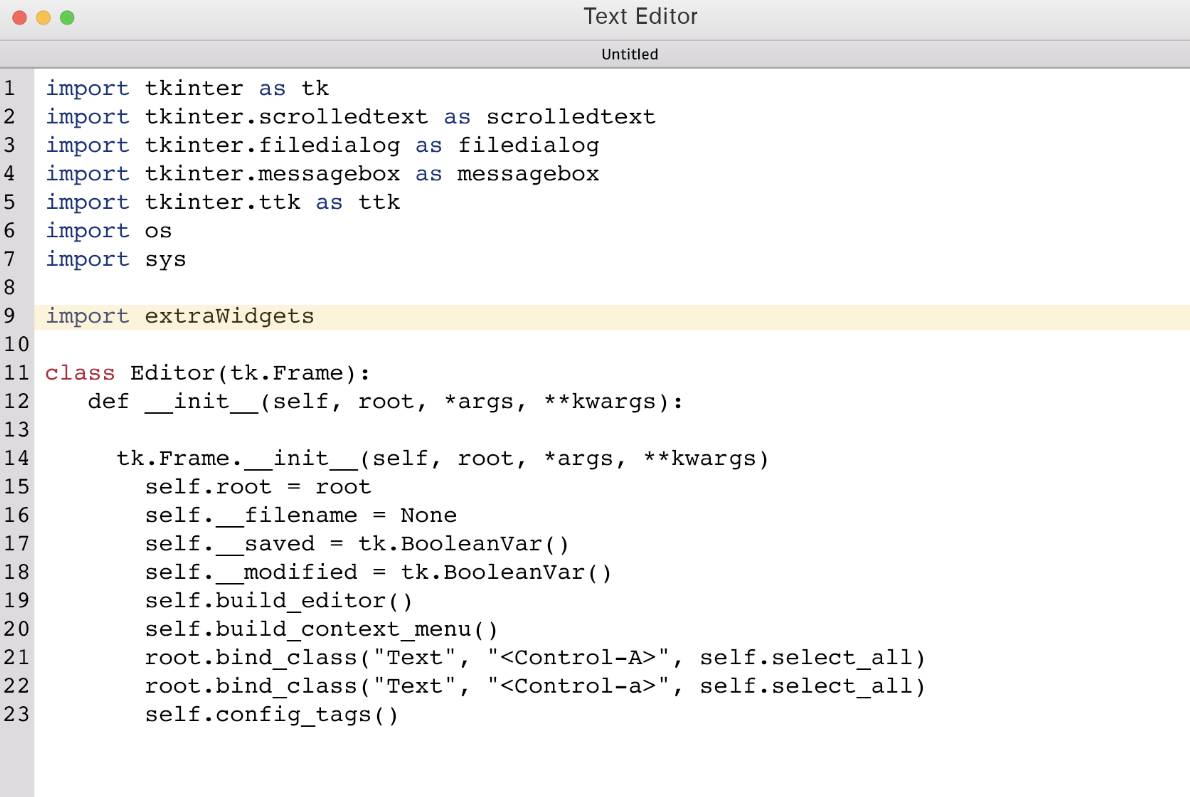 Text Editor
Untitled
1 import tkinter as tk
2 import tkinter.scrolledtext as scrolledtext
3 import tkinter.filedialog as filedialog
4 import tkinter.messagebox as messagebox
5 import tkinter.ttk as ttk
6 import os
7 import sys
8
9 import extraWidgets
10
11 class Editor(tk.Frame):
12    def __init__(self, root, *args, **kwargs):
13
14      tk.Frame.__init__(self, root, *args, **kwargs)
15        self.root = root
16        self.__filename = None
17        self.__saved = tk.BooleanVar()
18        self.__modified = tk.BooleanVar()
19        self.build_editor()
20        self.build_context_menu()
21        root.bind_class("Text", "<Control-A>", self.select_all)
22        root.bind_class("Text", "<Control-a>", self.select_all)
23        self.config_tags()